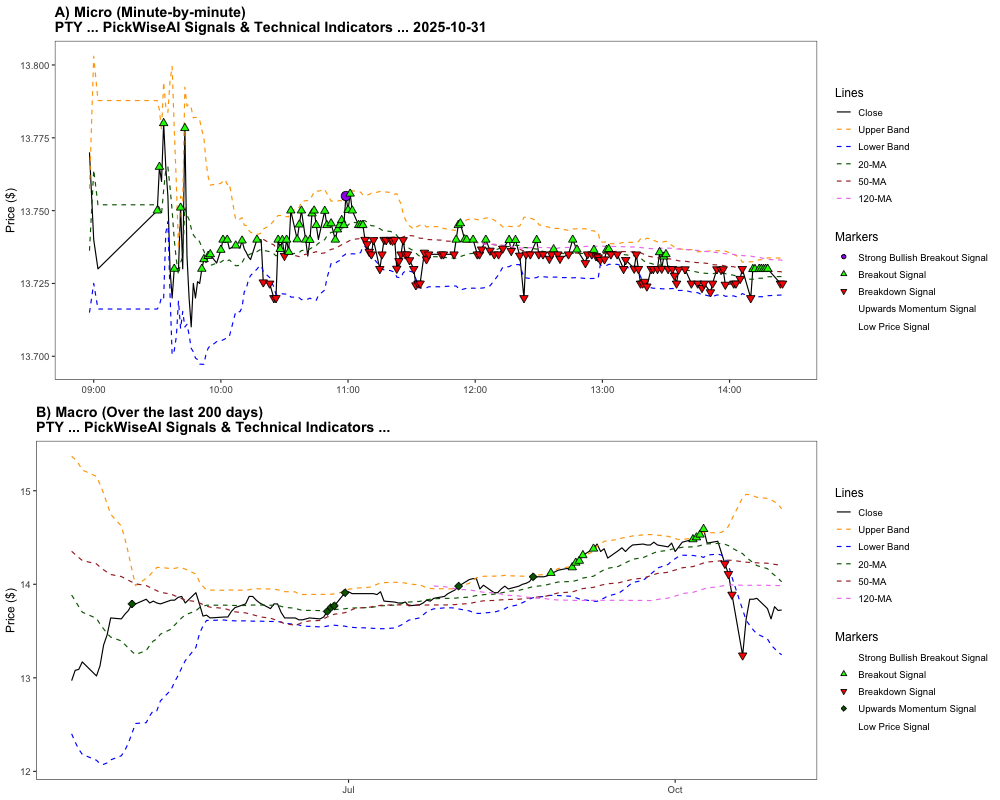 A) Micro (Minute-by-minute)
PTY ... PickWiseAI Signals & Technical Indicators ... 2025-10-31
Price ($)
13.800
13.775
13.750
13.725
13.700
09:00
10:00
11:00
12:00
13:00
14:00
Lines
Close
Upper Band
Lower Band
20-MA
50-MA
120-MA
Markers
Strong Bullish Breakout Signal
Breakout Signal
Breakdown Signal
Upwards Momentum Signal
Low Price Signal
B) Macro (Over the last 200 days)
PTY ... PickWiseAI Signals & Technical Indicators ...
Price ($)
15
14
13
12
Jul
Oct
Lines
Close
Upper Band
Lower Band
20-MA
50-MA
120-MA
Markers
Strong Bullish Breakout Signal
Breakout Signal
Breakdown Signal
Upwards Momentum Signal
Low Price Signal